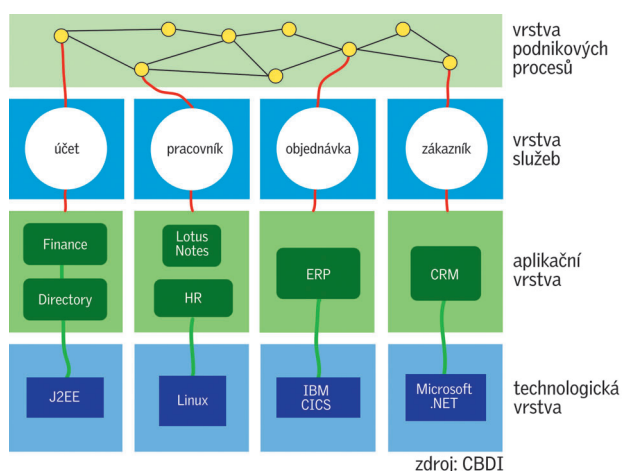 vrstva
podnikových
procesů
účet
pracovník
objednávka
zákazník
vrstva
služeb
Finance
Directory
Lotus
Notes
HR
ERP
CRM
aplikační
vrstva
J2EE
Linux
IBM
CICS
Microsoft
.NET
technologická
vrstva
zdroj: CBDI